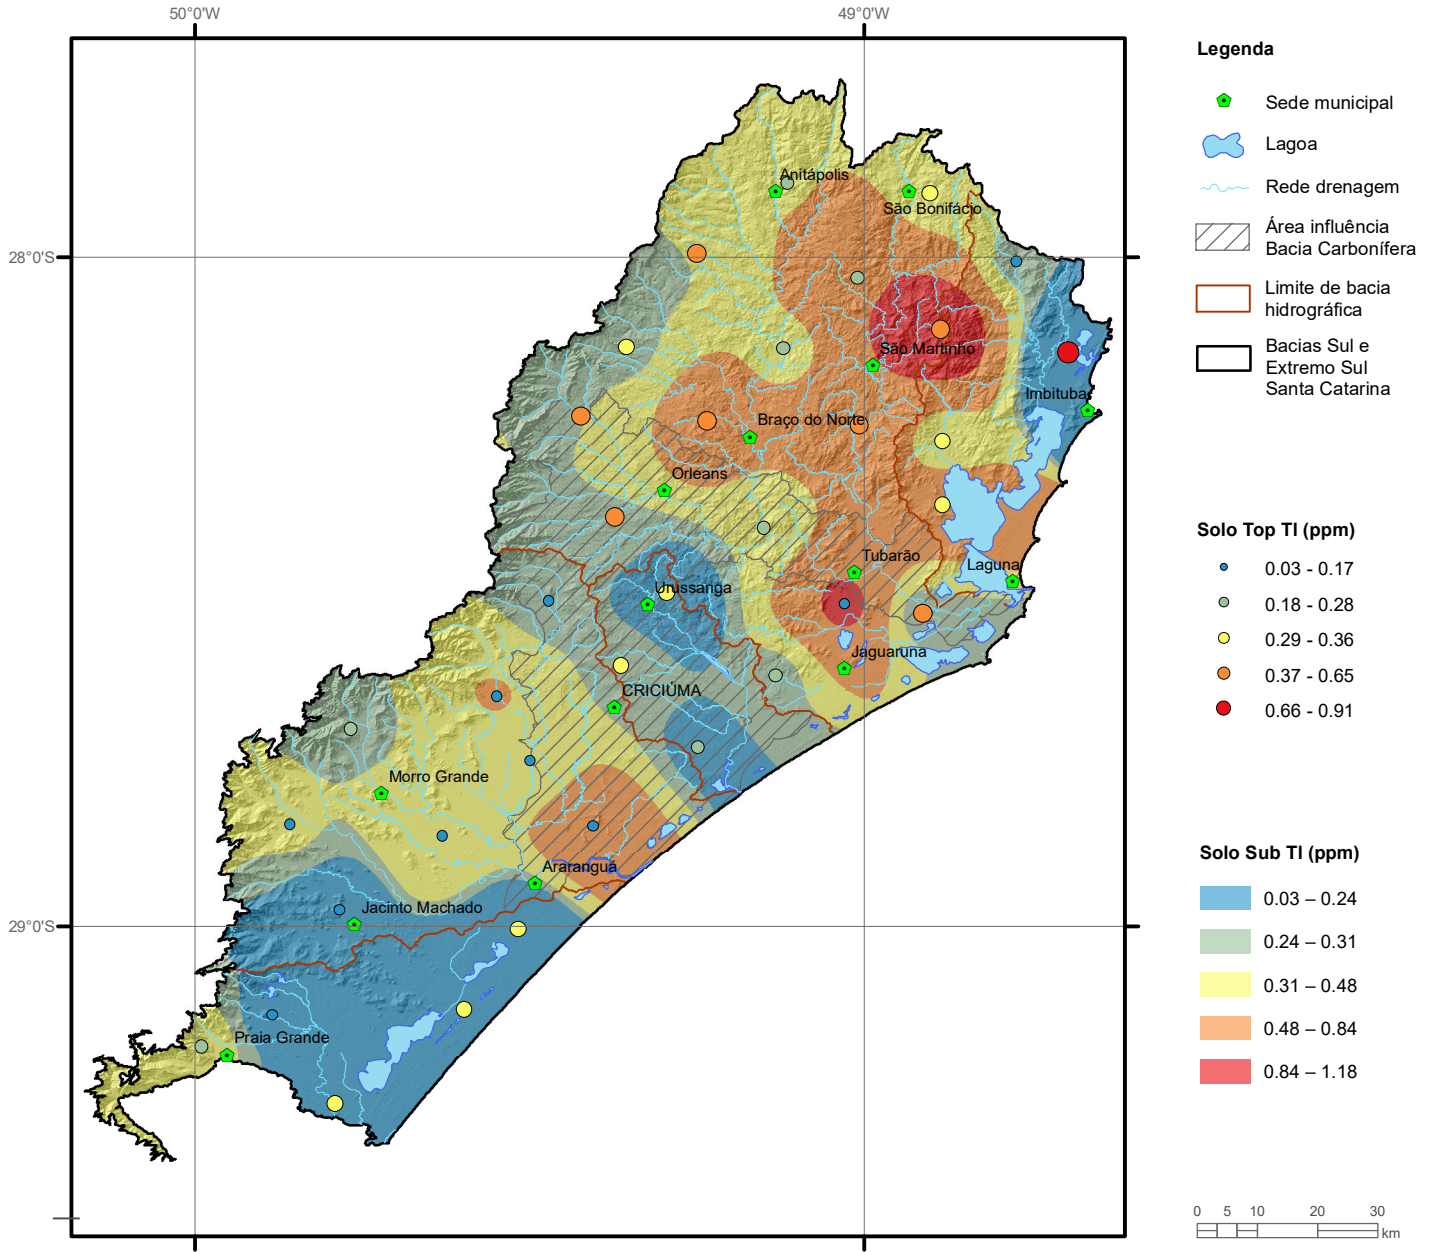 50°0'W
49°0'W
28°0'S
29°0'S
Anitápolis
São Bonifácio
São Martinho
Imbituba
Braço do Norte
Orleans
Tubarão
Laguna
Urussanga
Jaguaruna
CRICIÚMA
Morro Grande
Araranguá
Jacinto Machado
Praia Grande
Legenda
Sede municipal
Lagoa
Rede drenagem
Área influência
Bacia Carbonífera
Limite de bacia
hidrográfica
Bacias Sul e
Extremo Sul
Santa Catarina
Solo Top Tl (ppm)
0.03 - 0.17
0.18 - 0.28
0.29 - 0.36
0.37 - 0.65
0.66 - 0.91
Solo Sub Tl (ppm)
0.03 – 0.24
0.24 – 0.31
0.31 – 0.48
0.48 – 0.84
0.84 – 1.18
0 5 10 20 30
km